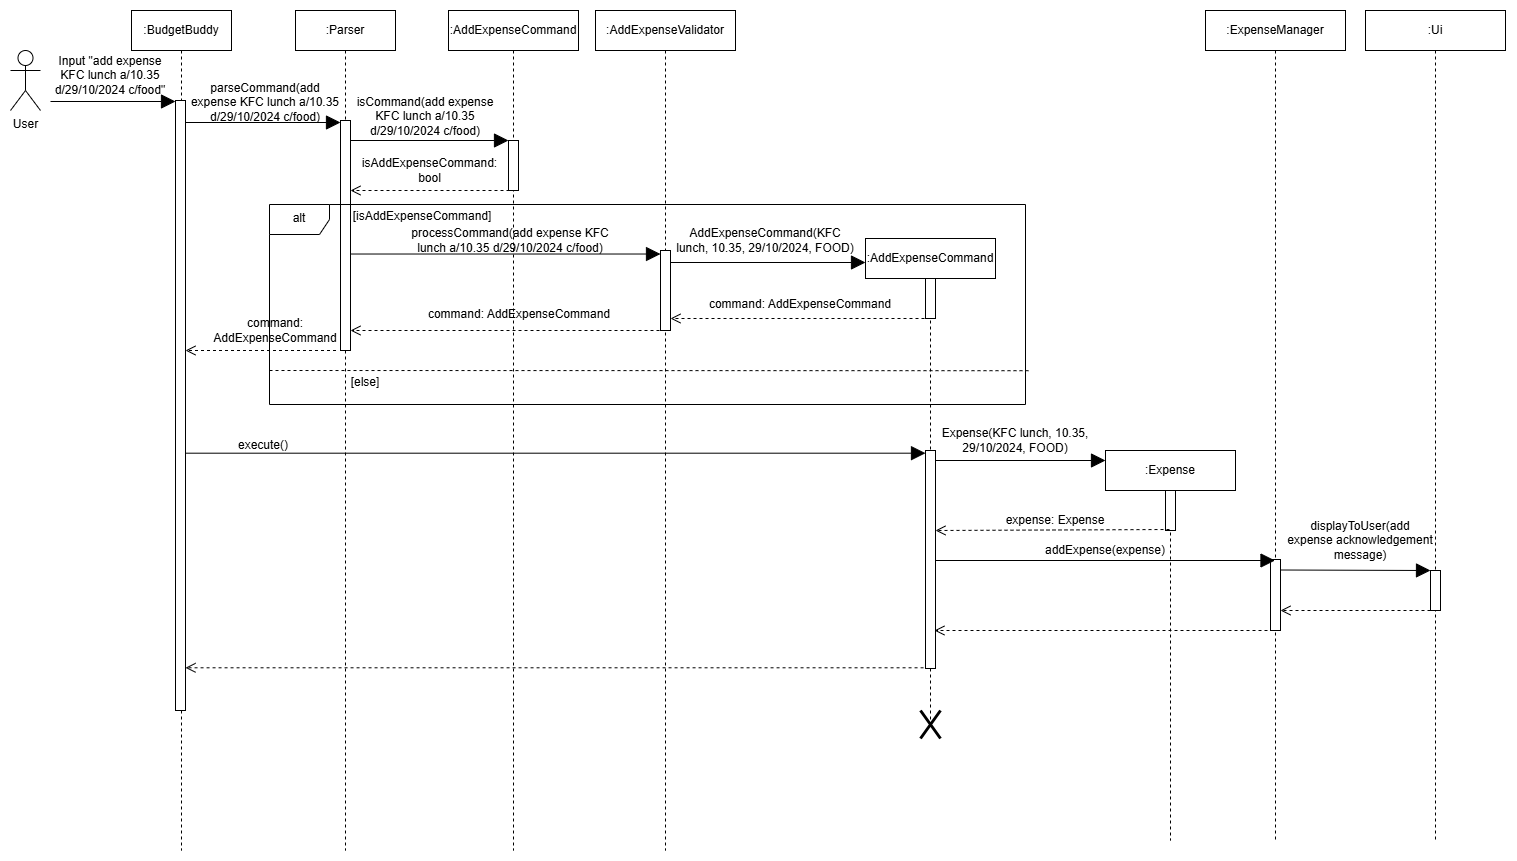 :BudgetBuddy
:Parser
:AddExpenseCommand
:AddExpenseValidator
:ExpenseManager
:Ui
User
Input "add expense
KFC lunch a/10.35
d/29/10/2024 c/food"
parseCommand(add
expense KFC lunch a/10.35
d/29/10/2024 c/food)
isCommand(add expense
KFC lunch a/10.35
d/29/10/2024 c/food)
isAddExpenseCommand:
bool
alt
[isAddExpenseCommand]
processCommand(add expense KFC
lunch a/10.35 d/29/10/2024 c/food)
AddExpenseCommand(KFC
lunch, 10.35, 29/10/2024, FOOD)
:AddExpenseCommand
command: AddExpenseCommand
command: AddExpenseCommand
command:
AddExpenseCommand
[else]
execute()
Expense(KFC lunch, 10.35,
29/10/2024, FOOD)
:Expense
expense: Expense
addExpense(expense)
displayToUser(add
expense acknowledgement
message)